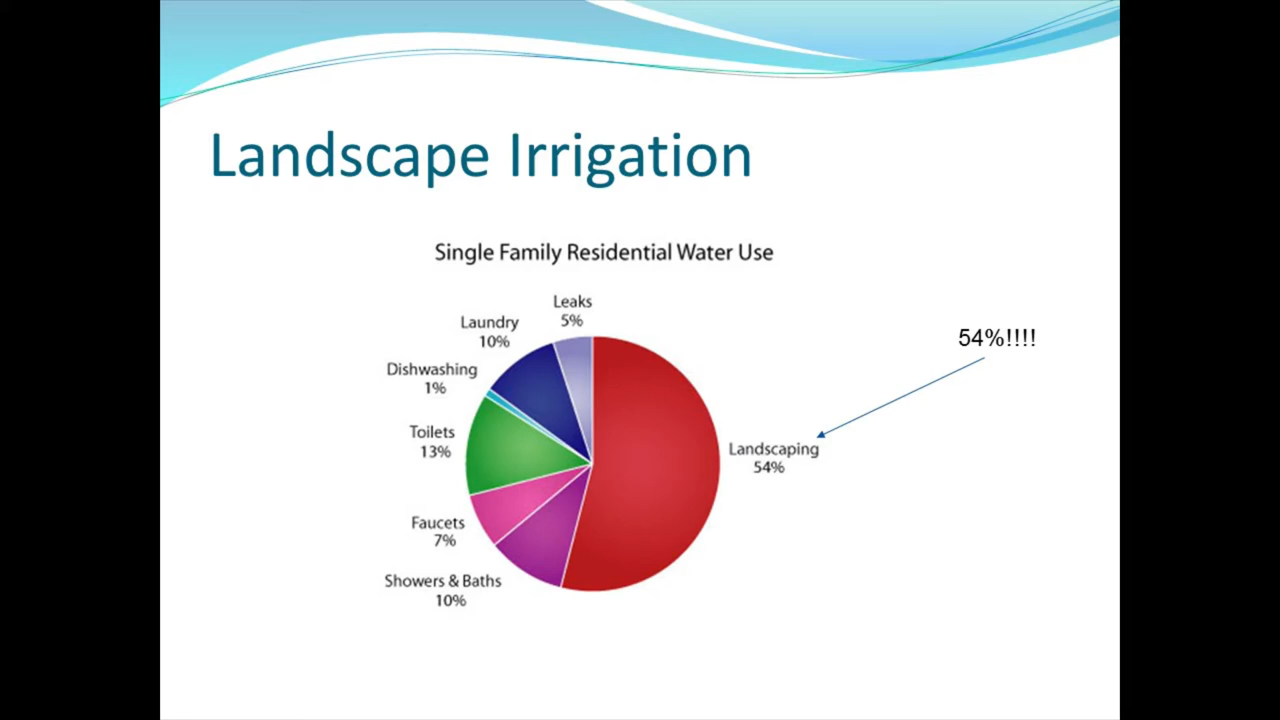 Landscape Irrigation
Single Family Residential Water Use
Leaks
5%
Laundry
10%
54%!!!!
Dishwashing
1%
Toilets
13%
Landscaping
54%
Faucets
7%
Showers & Baths
10%